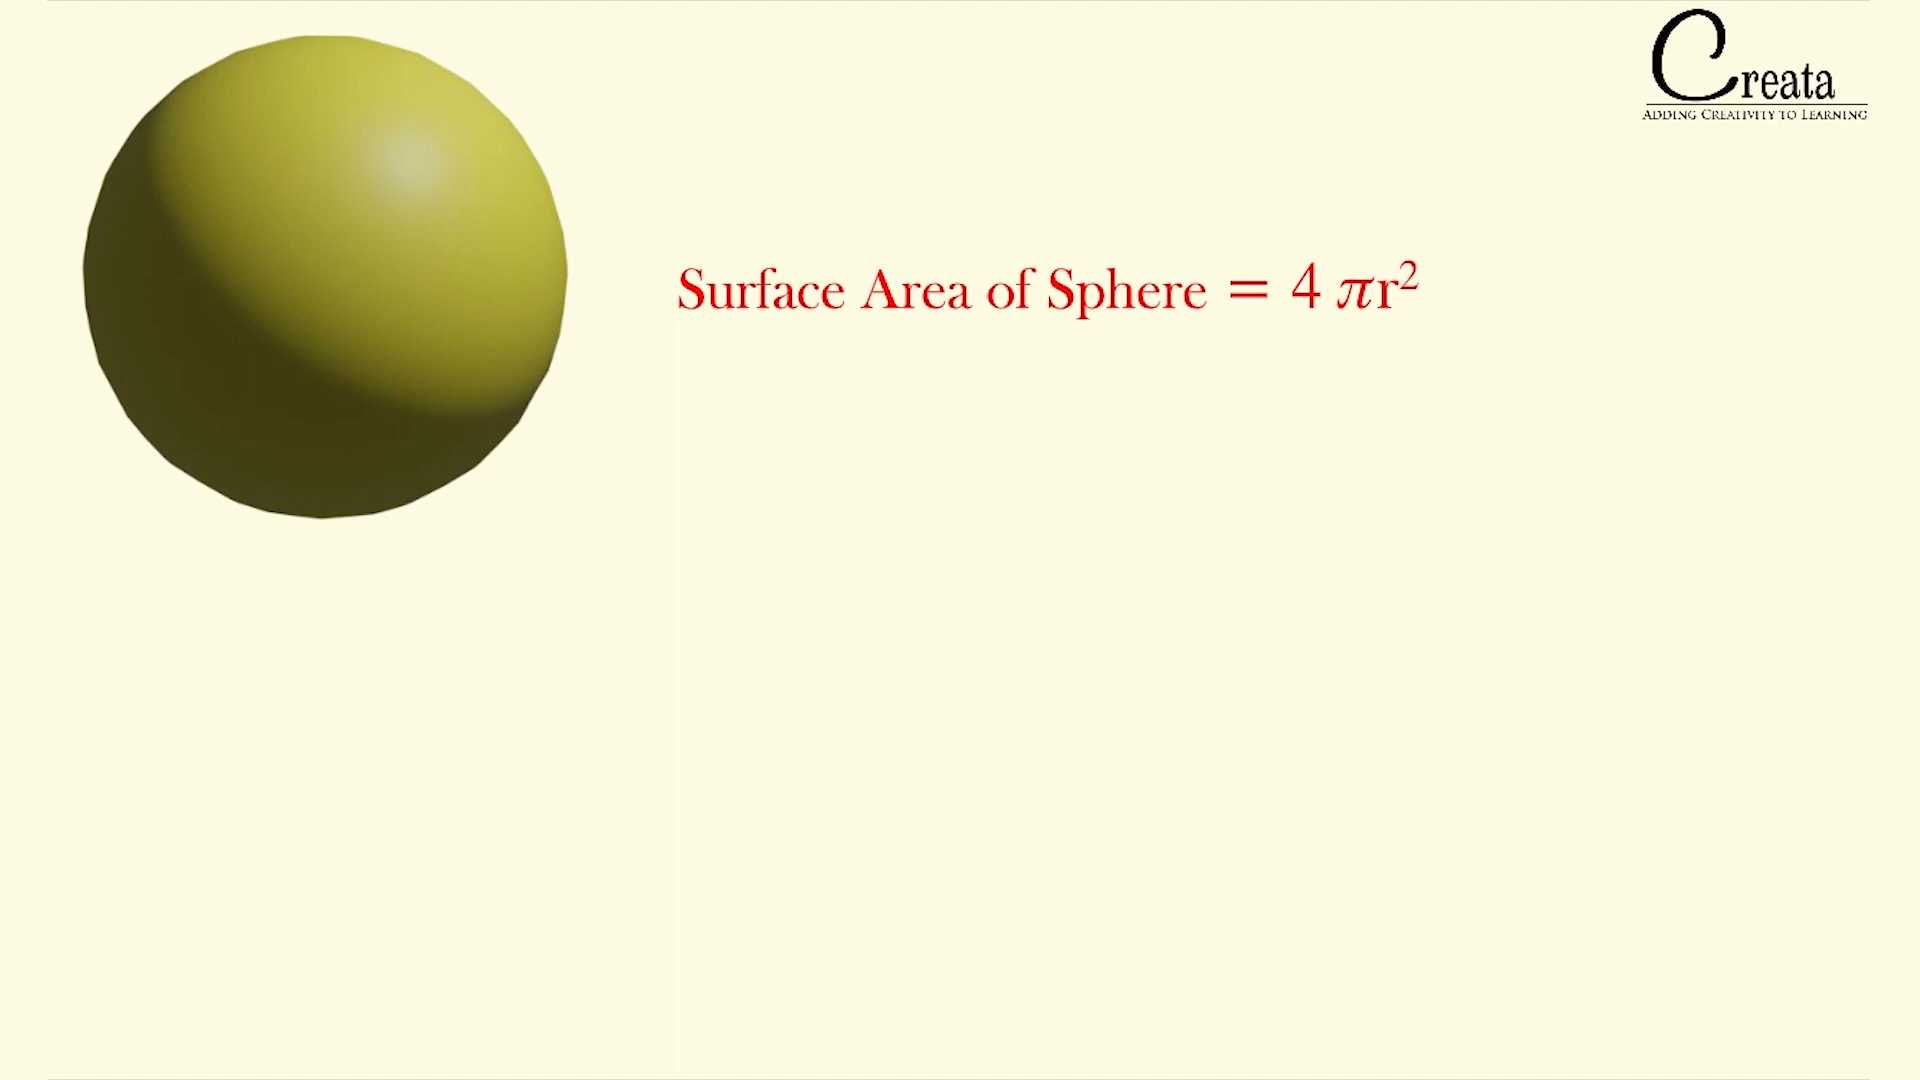 Creata
Adding Creativity to Learning
Surface Area of Sphere = 4 πr²